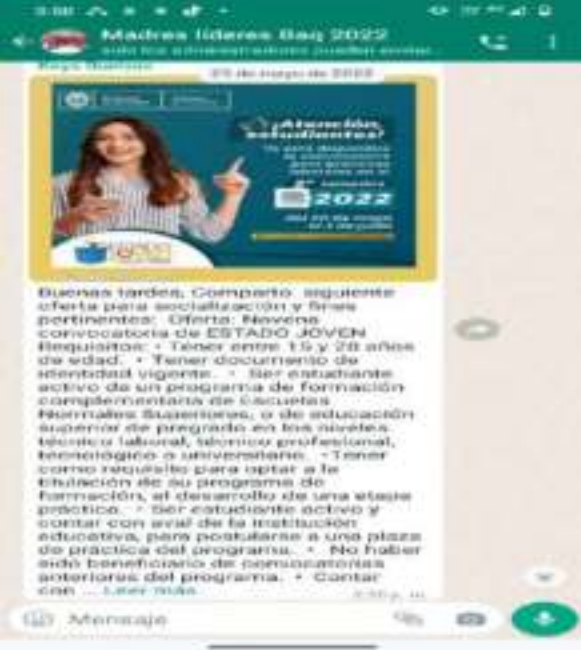 Madres líderes Baq 2022
solo los administradores pueden enviar
25 de mayo de 2022
¡Atención
estudiantes!
semestre
2022
Buenas tardes, Comparto siguiente
oferta para socialización y fines
pertinentes: Oferta: Novena
convocatoria de ESTADO JOVEN
Requisitos: • Tener entre 15 y 28 años
de edad. • Tener documento de
identidad vigente. • Ser estudiante
activo de un programa de formación
complementaria de Escuelas
Normales Superiores, o de educación
superior de pregrado en los niveles
técnico laboral, técnico profesional,
tecnológico o universitario. • Tener
como requisito para optar a la
titulación de su programa de
formación, el desarrollo de una etapa
práctica. • Ser estudiante activo y
contar con aval de la institución
educativa, para postularse a una plaza
de práctica del programa. • No haber
sido beneficiario de convocatorias
anteriores del programa. • Contar
con ... Leer más
Mensaje